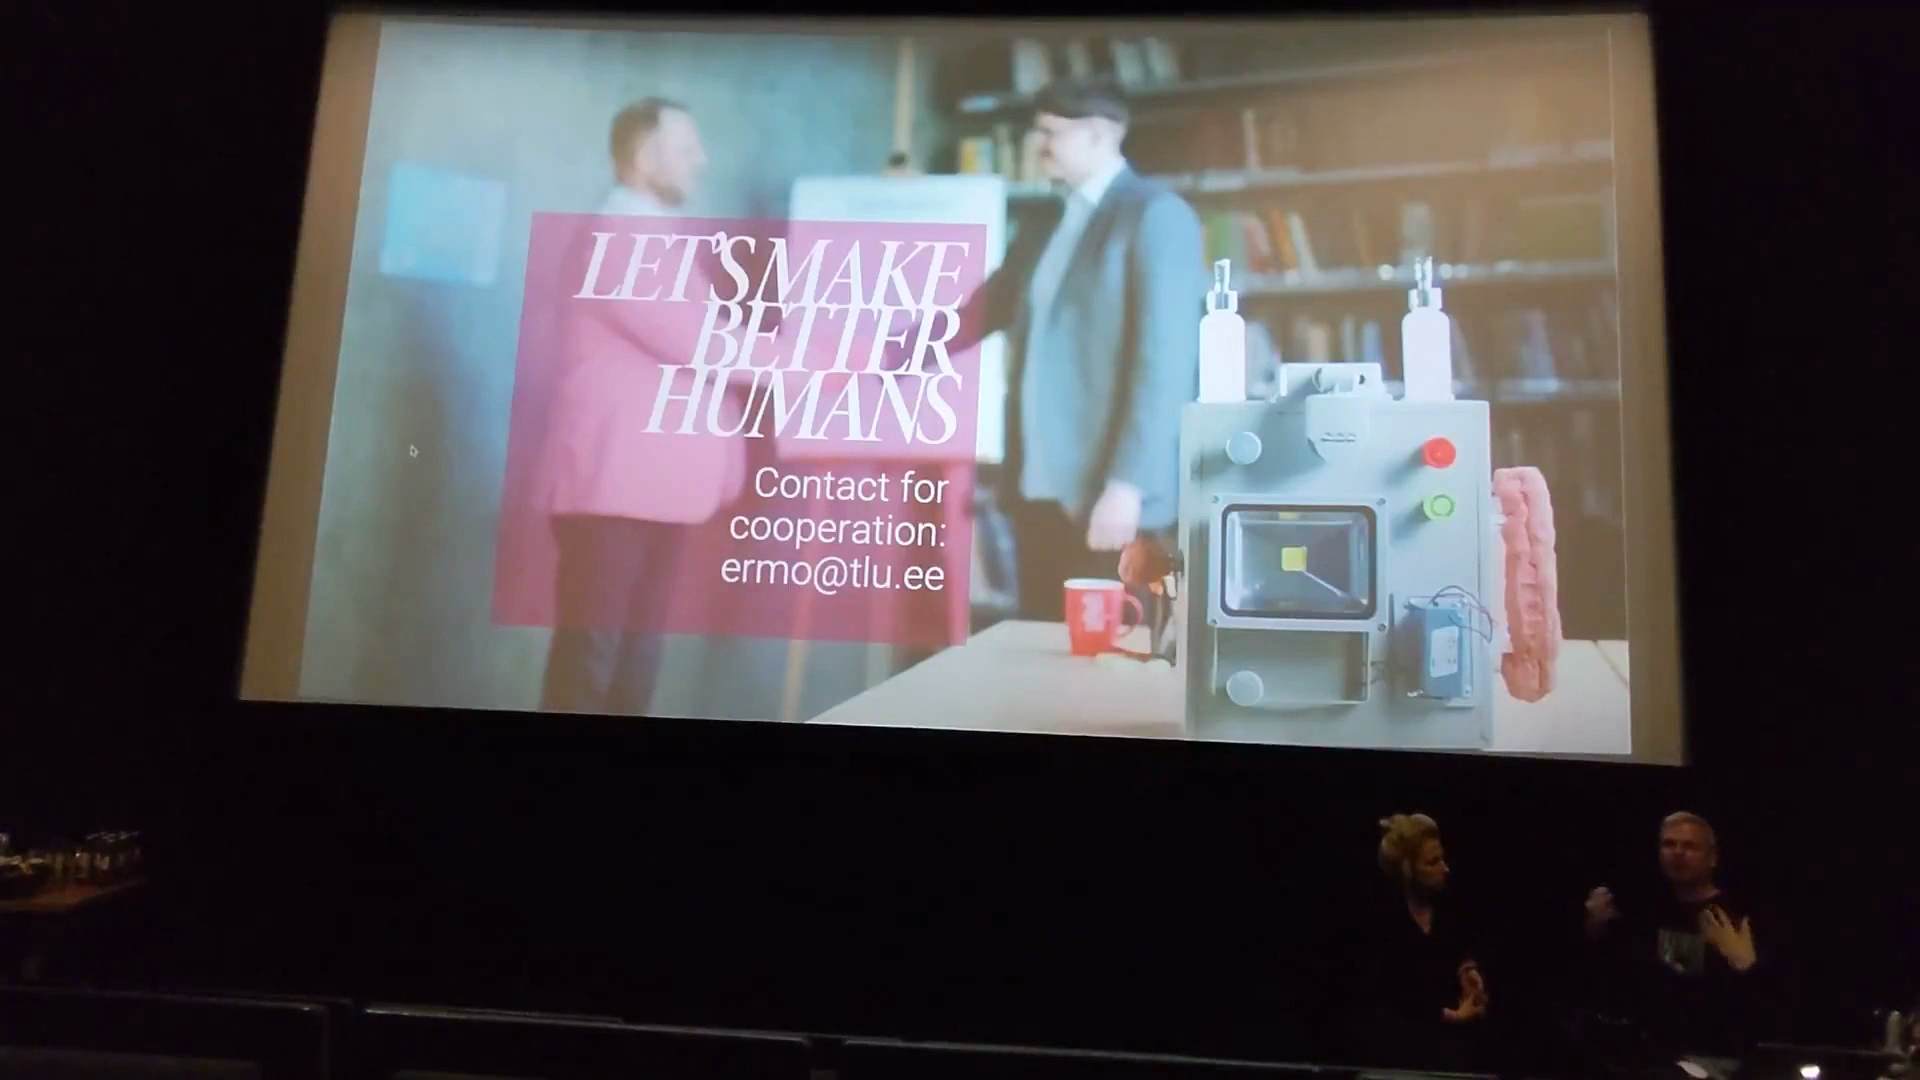 LET'S MAKE
BETTER
HUMANS
Contact for
cooperation:
ermo@tlu.ee